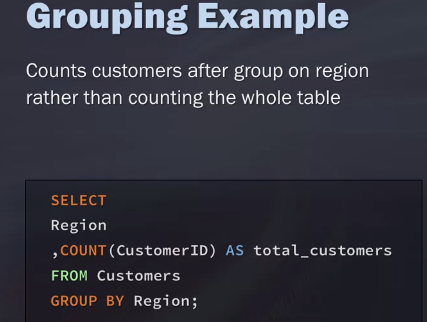 Grouping Example
Counts customers after group on region
rather than counting the whole table
SELECT
Region
,COUNT(CustomerID) AS total_customers
FROM Customers
GROUP BY Region;